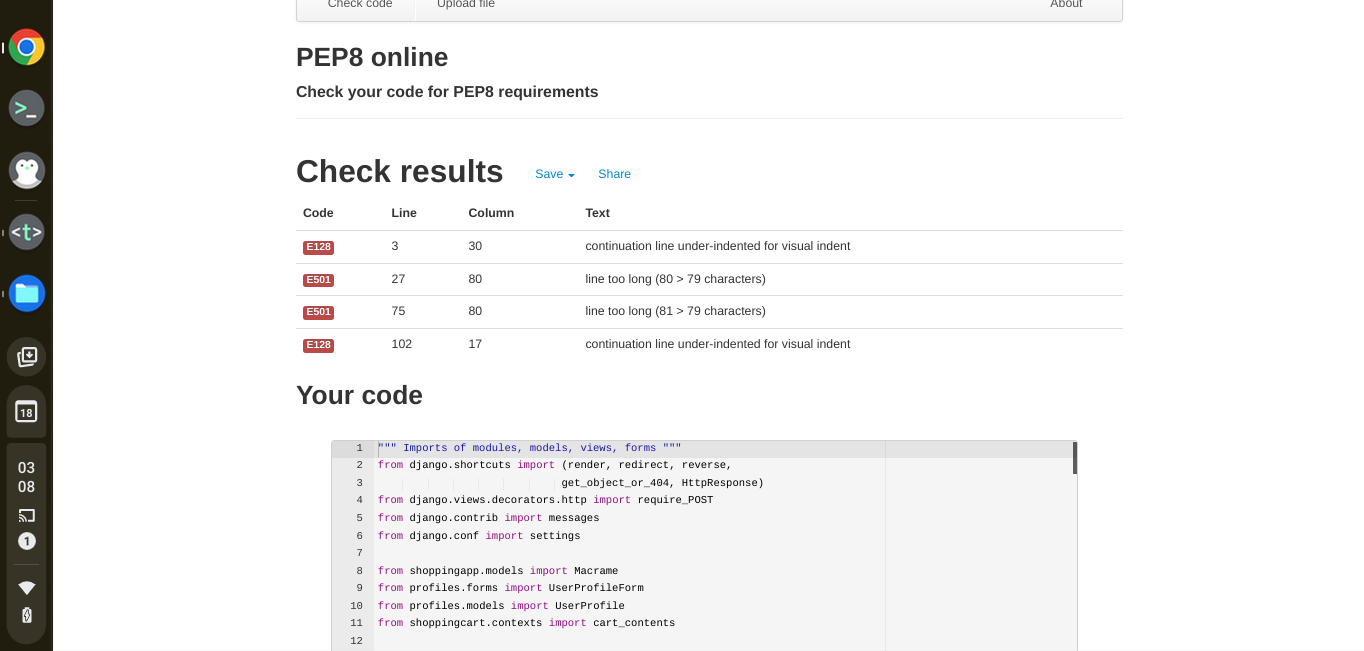 Check code Upload file About
PEP8 online
Check your code for PEP8 requirements
Check results Save Share
Code Line Column Text
E128 3 30 continuation line under-indented for visual indent
E501 27 80 line too long (80 > 79 characters)
E501 75 80 line too long (81 > 79 characters)
E128 102 17 continuation line under-indented for visual indent
Your code
1 """ Imports of modules, models, views, forms """
2 from django.shortcuts import (render, redirect, reverse,
3 get_object_or_404, HttpResponse)
4 from django.views.decorators.http import require_POST
5 from django.contrib import messages
6 from django.conf import settings
7
8 from shoppingapp.models import Macrame
9 from profiles.forms import UserProfileForm
10 from profiles.models import UserProfile
11 from shoppingcart.contexts import cart_contents
12
>_
<t>
18
03
08
1